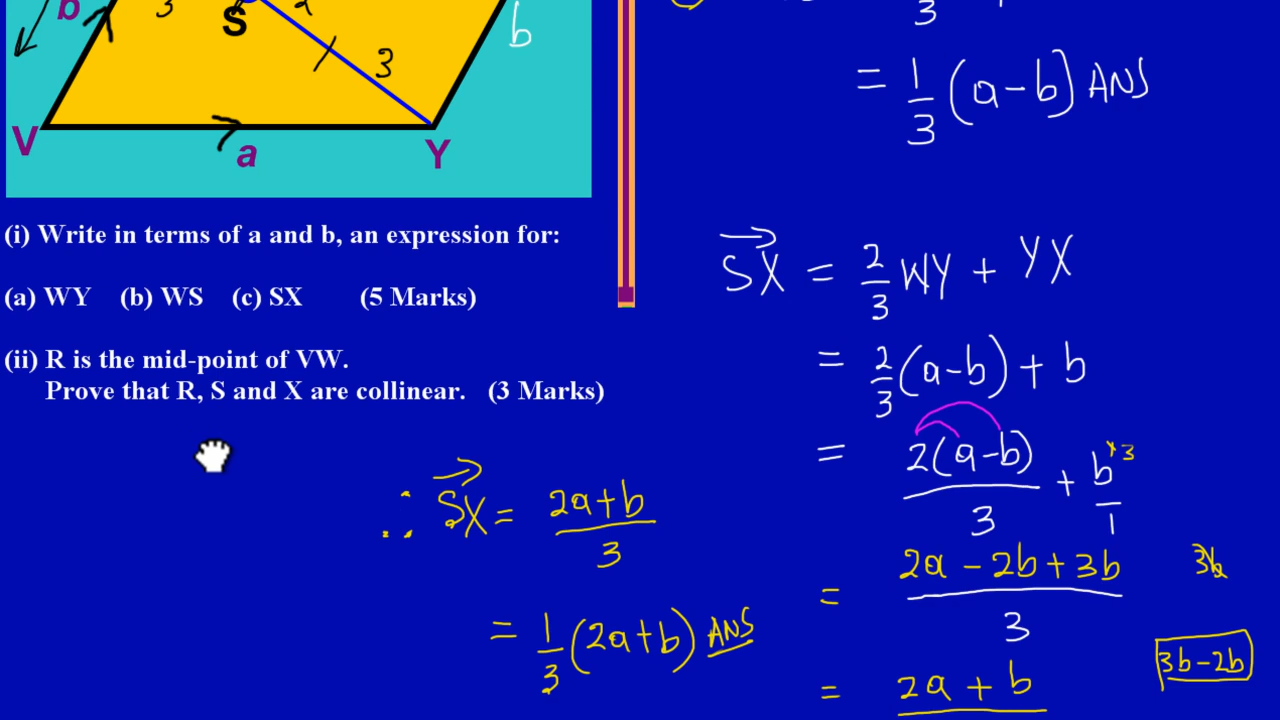 b
3
S
2
3
b
V
a
Y
3
= 1/3 (a-b] ANS
(i) Write in terms of a and b, an expression for:
(a) WY (b) WS (c) SX (5 Marks)
(ii) R is the mid-point of VW.
Prove that R, S and X are collinear. (3 Marks)
∴ SX = 2a+b / 3
= 1/3 (2a+b) ANS
SX = 2/3 WY + YX
= 2/3 (a-b) + b
= 2(a-b) / 3 + b / 1 ×3
= 2a - 2b + 3b / 3
3b - 2b
= 2a + b